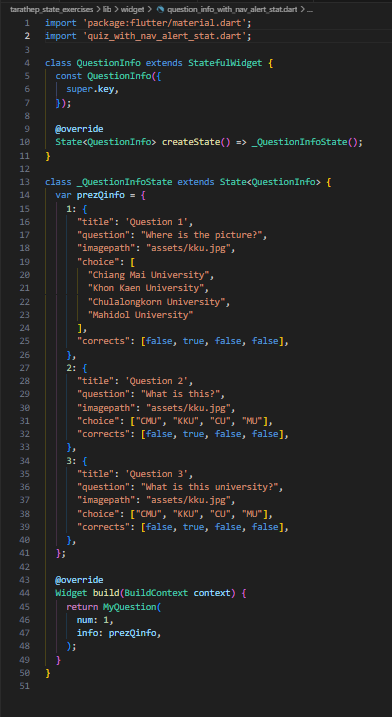 tarathep_state_exercises > lib > widget > question_info_with_nav_alert_stat.dart > ...
1 import 'package:flutter/material.dart';
2 import 'quiz_with_nav_alert_stat.dart';
3
4 class QuestionInfo extends StatefulWidget {
5 const QuestionInfo({
6 super.key,
7 });
8
9 @override
10 State<QuestionInfo> createState() => _QuestionInfoState();
11 }
12
13 class _QuestionInfoState extends State<QuestionInfo> {
14 var prezQinfo = {
15 1: {
16 "title": 'Question 1',
17 "question": "Where is the picture?",
18 "imagepath": "assets/kku.jpg",
19 "choice": [
20 "Chiang Mai University",
21 "Khon Kaen University",
22 "Chulalongkorn University",
23 "Mahidol University"
24 ],
25 "corrects": [false, true, false, false],
26 },
27 2: {
28 "title": 'Question 2',
29 "question": "What is this?",
30 "imagepath": "assets/kku.jpg",
31 "choice": ["CMU", "KKU", "CU", "MU"],
32 "corrects": [false, true, false, false],
33 },
34 3: {
35 "title": 'Question 3',
36 "question": "What is this university?",
37 "imagepath": "assets/kku.jpg",
38 "choice": ["CMU", "KKU", "CU", "MU"],
39 "corrects": [false, true, false, false],
40 },
41 };
42
43 @override
44 Widget build(BuildContext context) {
45 return MyQuestion(
46 num: 1,
47 info: prezQinfo,
48 );
49 }
50 }
51